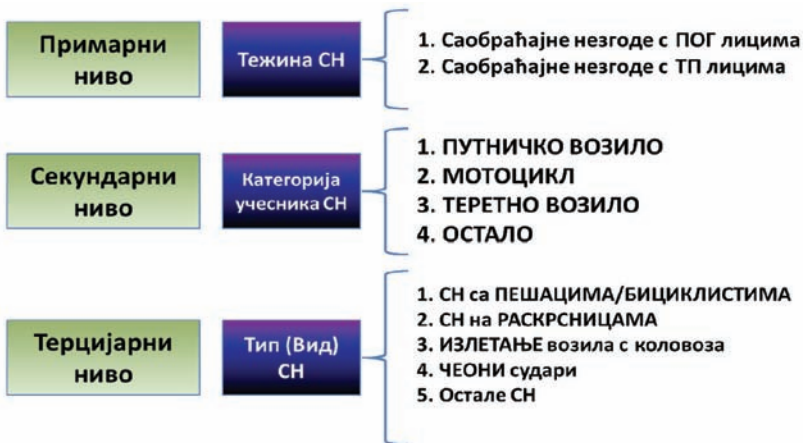 Примарни
ниво
Тежина СН
1. Саобраћајне незгоде с ПОГ лицима
2. Саобраћајне незгоде с ТП лицима
Секундарни
ниво
Категорија
учесника СН
1. ПУТНИЧКО ВОЗИЛО
2. МОТОЦИКЛ
3. ТЕРЕТНО ВОЗИЛО
4. ОСТАЛО
Терцијарни
ниво
Тип (Вид)
СН
1. СН са ПЕШАЦИМА/БИЦИКЛИСТИМА
2. СН на РАСКРСНИЦАМА
3. ИЗЛЕТАЊЕ возила с коловоза
4. ЧЕОНИ судари
5. Остале СН